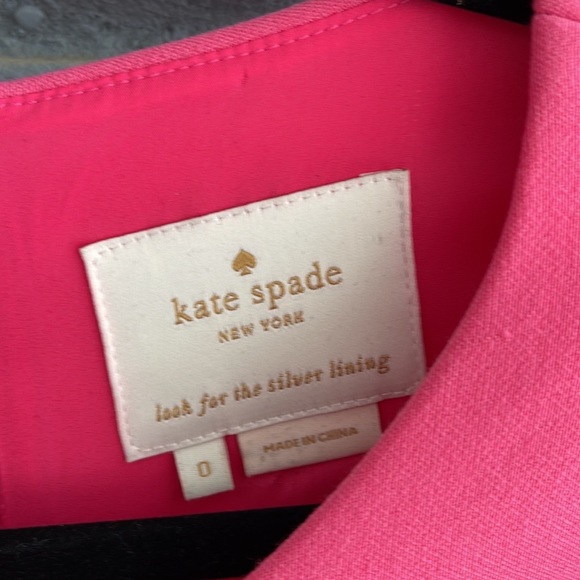 kate spade
NEW YORK
look for the silver lining
0
MADE IN CHINA